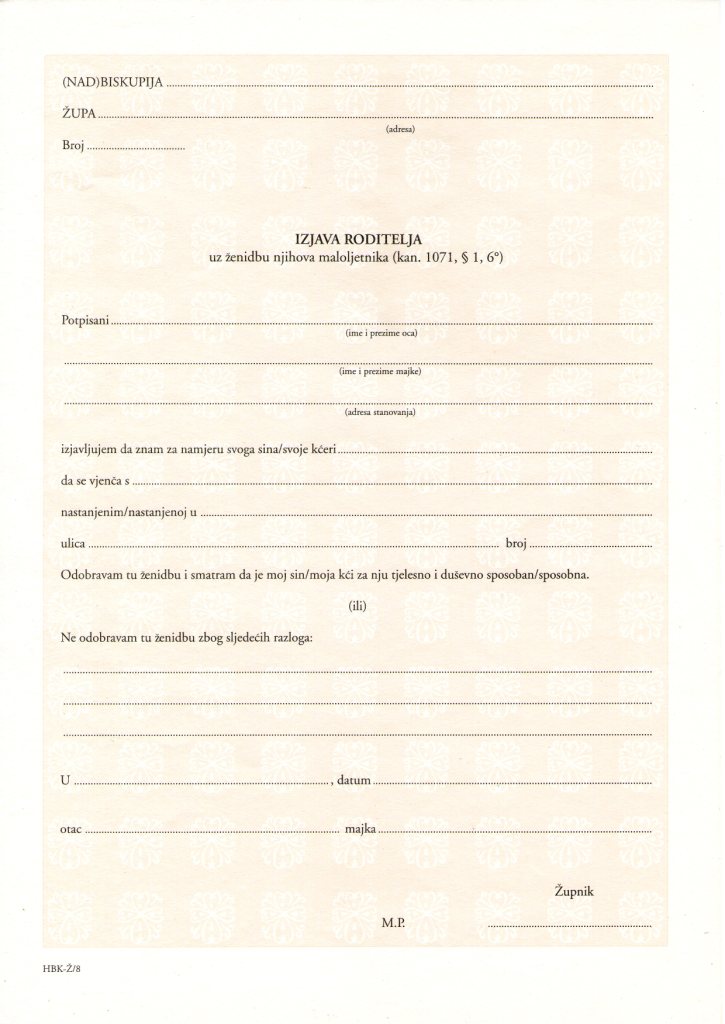 (NAD)BISKUPIJA
ŽUPA
(adresa)
Broj
IZJAVA RODITELJA
uz ženidbu njihova maloljetnika (kan. 1071, § 1, 6°)
Potpisani
(ime i prezime oca)
(ime i prezime majke)
(adresa stanovanja)
izjavljujem da znam za namjeru svoga sina/svoje kćeri
da se vjenča s
nastanjenim/nastanjenoj u
ulica broj
Odobravam tu ženidbu i smatram da je moj sin/moja kći za nju tjelesno i duševno sposoban/sposobna.
(ili)
Ne odobravam tu ženidbu zbog sljedećih razloga:
U , datum
otac majka
Župnik
M.P.
HBK-Ž/8